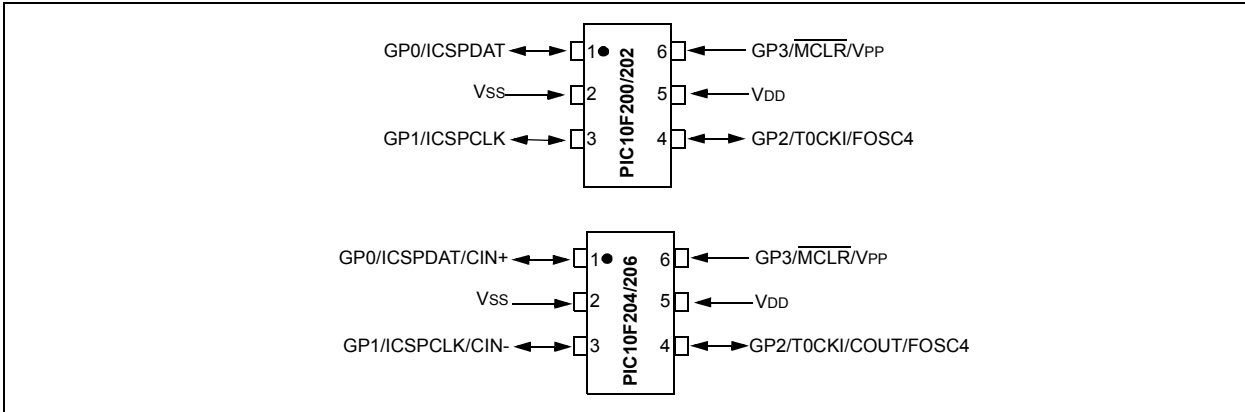 GP0/ICSPDAT 1 6 GP3/MCLR/VPP
VSS 2 5 VDD
GP1/ICSPCLK 3 4 GP2/T0CKI/FOSC4
PIC10F200/202
GP0/ICSPDAT/CIN+ 1 6 GP3/MCLR/VPP
VSS 2 5 VDD
GP1/ICSPCLK/CIN- 3 4 GP2/T0CKI/COUT/FOSC4
PIC10F204/206